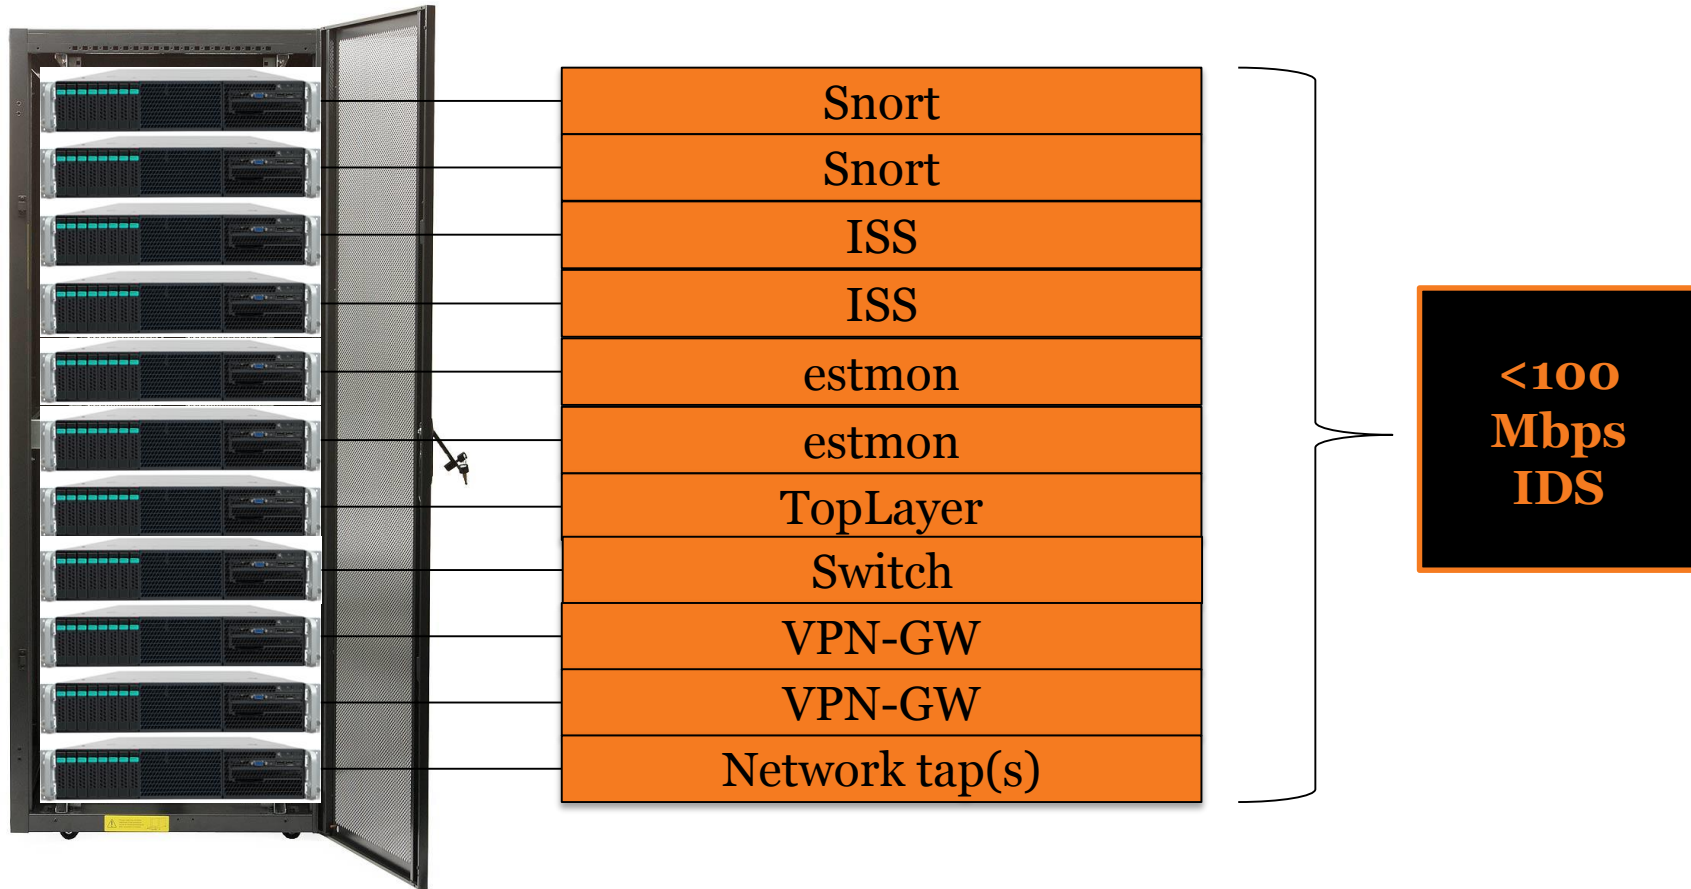 Snort
Snort
ISS
ISS
estmon
estmon
TopLayer
Switch
VPN-GW
VPN-GW
Network tap(s)
<100
Mbps
IDS